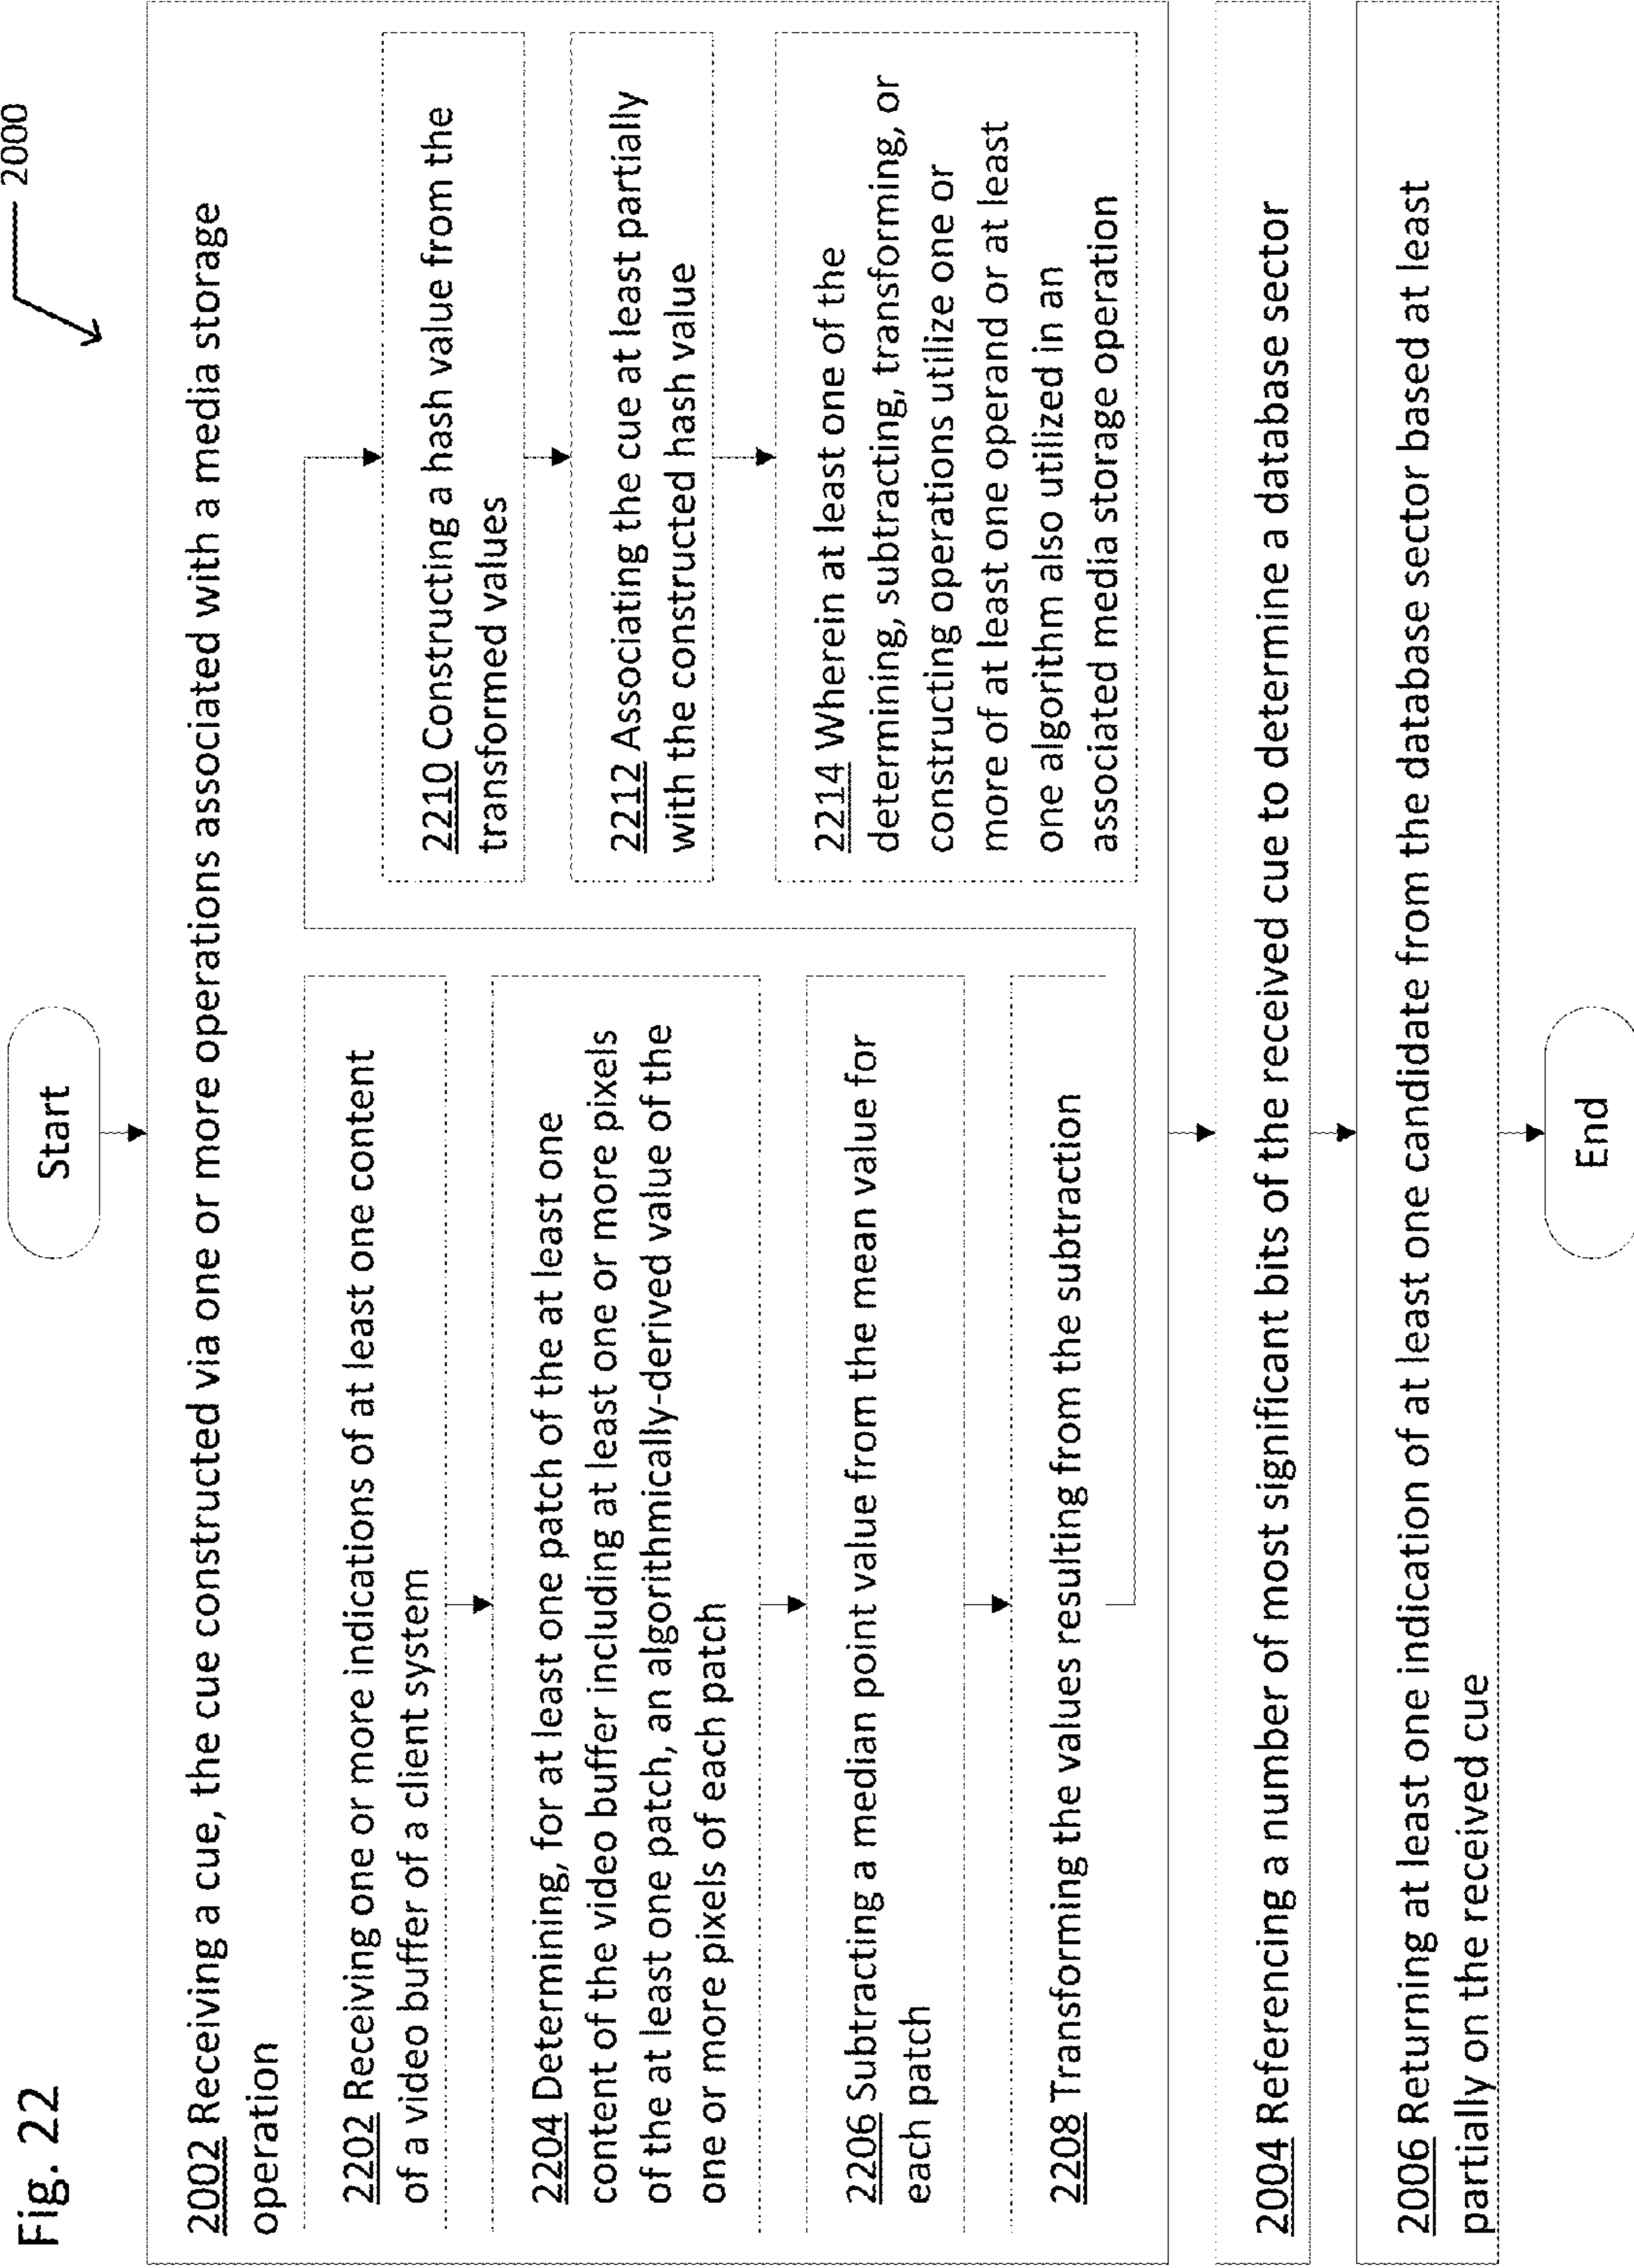 Fig. 22
2000
Start
2002 Receiving a cue, the cue constructed via one or more operations associated with a media storage
operation
2202 Receiving one or more indications of at least one content
of a video buffer of a client system
2204 Determining, for at least one patch of the at least one
content of the video buffer including at least one or more pixels
of the at least one patch, an algorithmically-derived value of the
one or more pixels of each patch
2206 Subtracting a median point value from the mean value for
each patch
2208 Transforming the values resulting from the subtraction
2210 Constructing a hash value from the
transformed values
2212 Associating the cue at least partially
with the constructed hash value
2214 Wherein at least one of the
determining, subtracting, transforming, or
constructing operations utilize one or
more of at least one operand or at least
one algorithm also utilized in an
associated media storage operation
2004 Referencing a number of most significant bits of the received cue to determine a database sector
2006 Returning at least one indication of at least one candidate from the database sector based at least
partially on the received cue
End